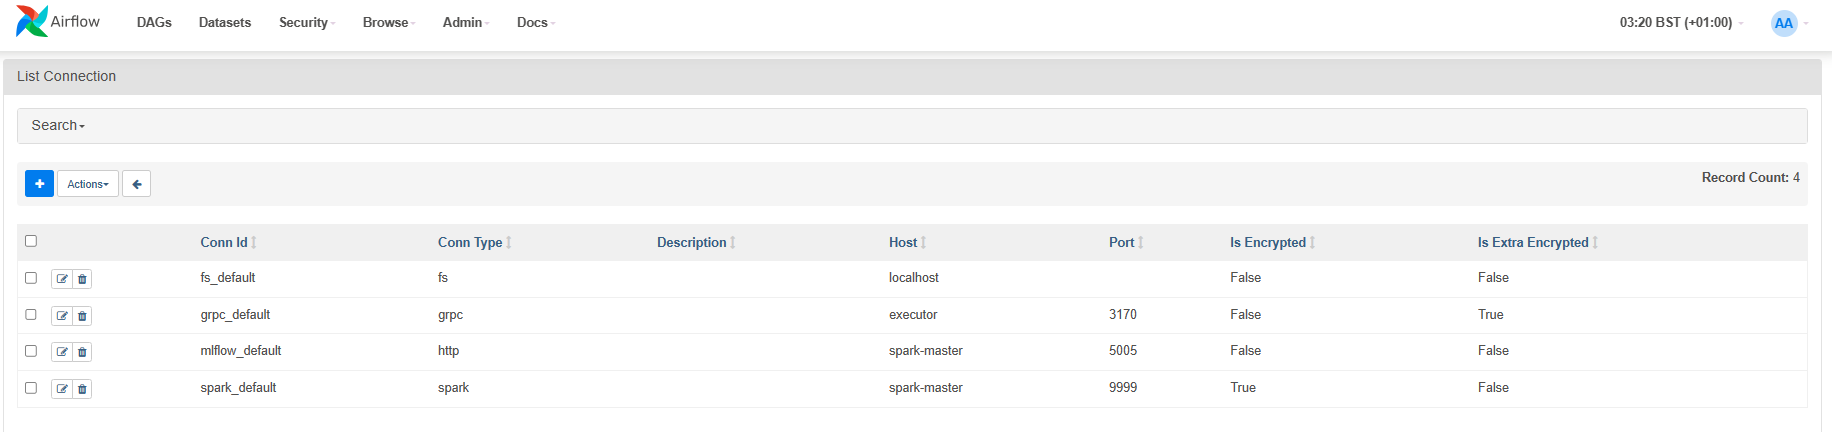 Airflow DAGs Datasets Security Browse Admin Docs 03:20 BST (+01:00) AA
List Connection
Search
Actions Record Count: 4
Conn Id Conn Type Description Host Port Is Encrypted Is Extra Encrypted
fs_default fs localhost False False
grpc_default grpc executor 3170 False True
mlflow_default http spark-master 5005 False False
spark_default spark spark-master 9999 True False